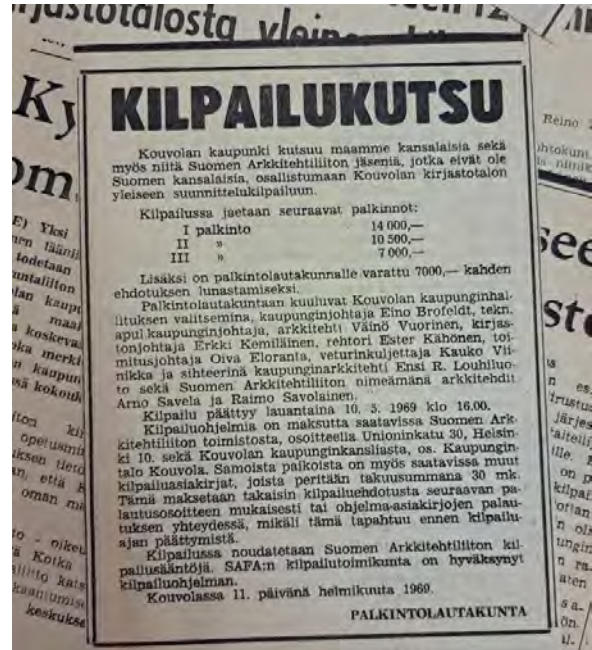 KILPAILUKUTSU
Kouvolan kaupunki kutsuu maamme kansalaisia sekä
myös niitä Suomen Arkkitehtiliiton jäseniä, jotka eivät ole
Suomen kansalaisia, osallistumaan Kouvolan kirjastotalon
yleiseen suunnittelukilpailuun.
Kilpailussa jaetaan seuraavat palkinnot:
I palkinto 14 000,—
II » 10 500,—
III » 7 000,—
Lisäksi on palkintolautakunnalle varattu 7000,— kahden
ehdotuksen lunastamiseksi.
Palkintolautakuntaan kuuluvat Kouvolan kaupunginhal-
lituksen valitsemina, kaupunginjohtaja Eino Brofeldt, tekn.
apul.kaupunginjohtaja, arkkitehti Väinö Vuorinen, kirjas-
tonjohtaja Erkki Kemiläinen, rehtori Ester Kähönen, toi-
mitusjohtaja Oiva Eloranta, veturinkuljettaja Kauko Vii-
nikka ja sihteerinä kaupunginarkkitehti Ensi R. Louhiluo-
to sekä Suomen Arkkitehtiliiton nimeämänä arkkitehdit
Arno Savela ja Raimo Savolainen.
Kilpailu päättyy lauantaina 10. 5. 1969 klo 16.00.
Kilpailuohjelmia on maksutta saatavissa Suomen Ark-
kitehtiliiton toimistosta, osoitteella Unioninkatu 30, Helsin-
ki 10. sekä Kouvolan kaupunginkansliasta, os. Kaupungin-
talo Kouvola. Samoista paikoista on myös saatavissa muut
kilpailuasiakirjat, joista peritään takuusummana 30 mk.
Tämä maksetaan takaisin kilpailuehdotusta seuraavan pa-
lautusosoitteen mukaisesti tai ohjelma-asiakirjojen palau-
tuksen yhteydessä, mikäli tämä tapahtuu ennen kilpailu-
ajan päättymistä.
Kilpailussa noudatetaan Suomen Arkkitehtiliiton kil-
pailusääntöjä. SAFA:n kilpailutoimikunta on hyväksynyt
kilpailuohjelman.
Kouvolassa 11. päivänä helmikuuta 1969.
PALKINTOLAUTAKUNTA